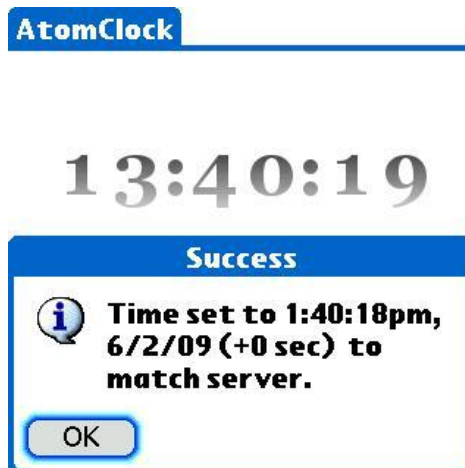 AtomClock
13:40:19
Success
Time set to 1:40:18pm,
6/2/09 (+0 sec) to
match server.
OK